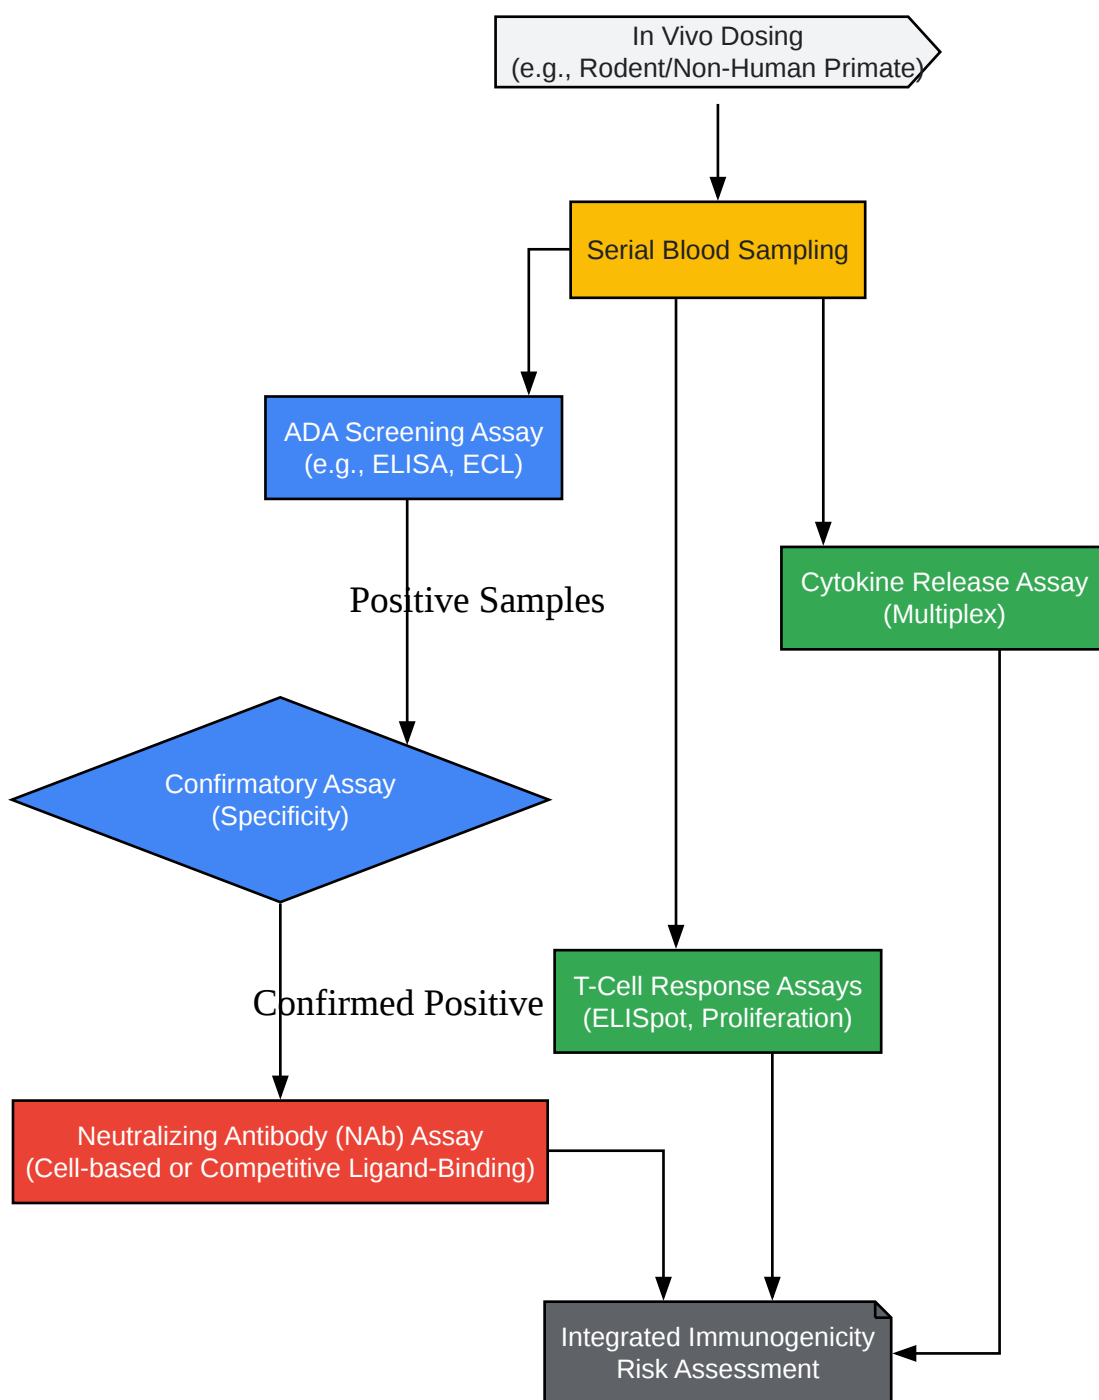 In Vivo Dosing
(e.g., Rodent/Non-Human Primate)
Serial Blood Sampling
ADA Screening Assay
(e.g., ELISA, ECL)
Positive Samples
Cytokine Release Assay
(Multiplex)
Confirmatory Assay
(Specificity)
Confirmed Positive
T-Cell Response Assays
(ELISpot, Proliferation)
Neutralizing Antibody (NAb) Assay
(Cell-based or Competitive Ligand-Binding)
Integrated Immunogenicity
Risk Assessment